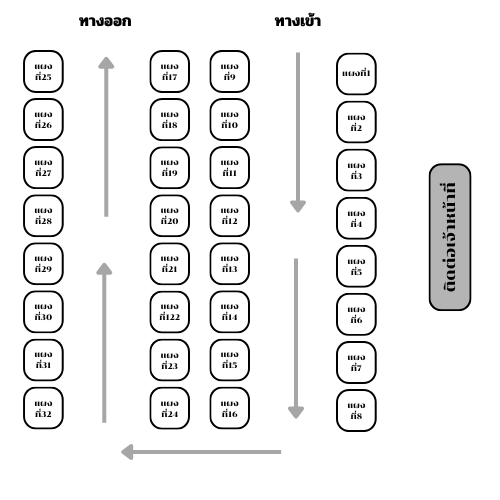 ทางออก
ทางเข้า
แผง
ที่25
แผง
ที่26
แผง
ที่27
แผง
ที่28
แผง
ที่29
แผง
ที่30
แผง
ที่31
แผง
ที่32
แผง
ที่17
แผง
ที่18
แผง
ที่19
แผง
ที่20
แผง
ที่21
แผง
ที่122
แผง
ที่23
แผง
ที่24
แผง
ที่9
แผง
ที่10
แผง
ที่11
แผง
ที่12
แผง
ที่13
แผง
ที่14
แผง
ที่15
แผง
ที่16
แผงที่1
แผง
ที่2
แผง
ที่3
แผง
ที่4
แผง
ที่5
แผง
ที่6
แผง
ที่7
แผง
ที่8
ติดต่อเจ้าหน้าที่